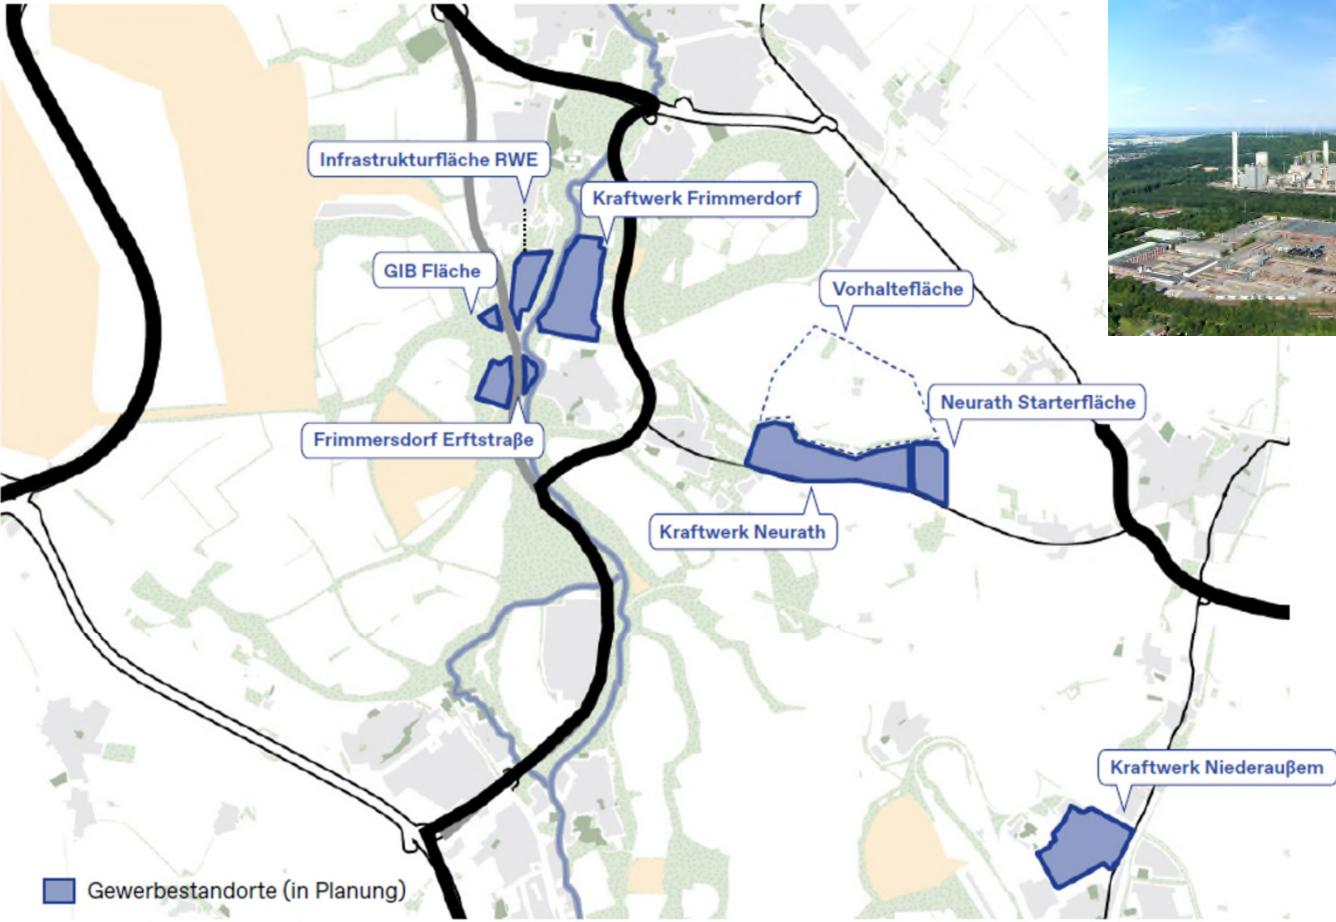 Infrastrukturfläche RWE
Kraftwerk Frimmerdorf
GIB Fläche
Vorhaltefläche
Neurath Starterfläche
Frimmersdorf Erftstraße
Kraftwerk Neurath
Kraftwerk Niederaußem
Gewerbestandorte (in Planung)